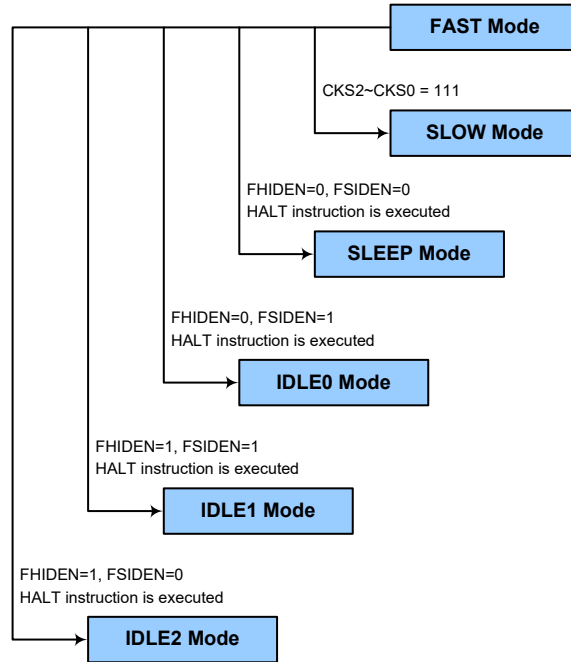 FAST Mode
CKS2~CKS0 = 111
SLOW Mode
FHIDEN=0, FSIDEN=0
HALT instruction is executed
SLEEP Mode
FHIDEN=0, FSIDEN=1
HALT instruction is executed
IDLE0 Mode
FHIDEN=1, FSIDEN=1
HALT instruction is executed
IDLE1 Mode
FHIDEN=1, FSIDEN=0
HALT instruction is executed
IDLE2 Mode